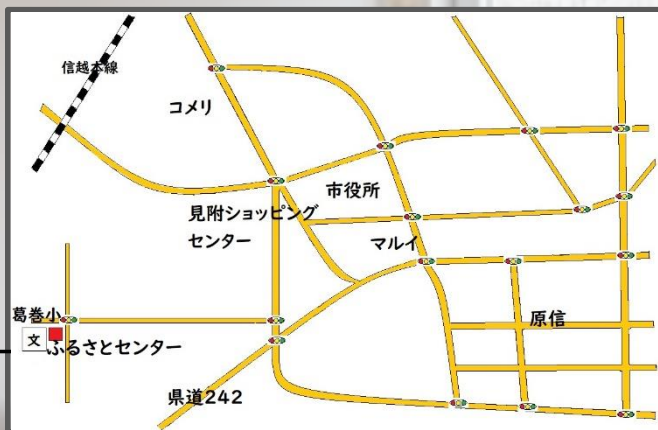 信越本線
コメリ
市役所
見附ショッピング
センター
マルイ
葛巻小
文
ふるさとセンター
原信
県道242